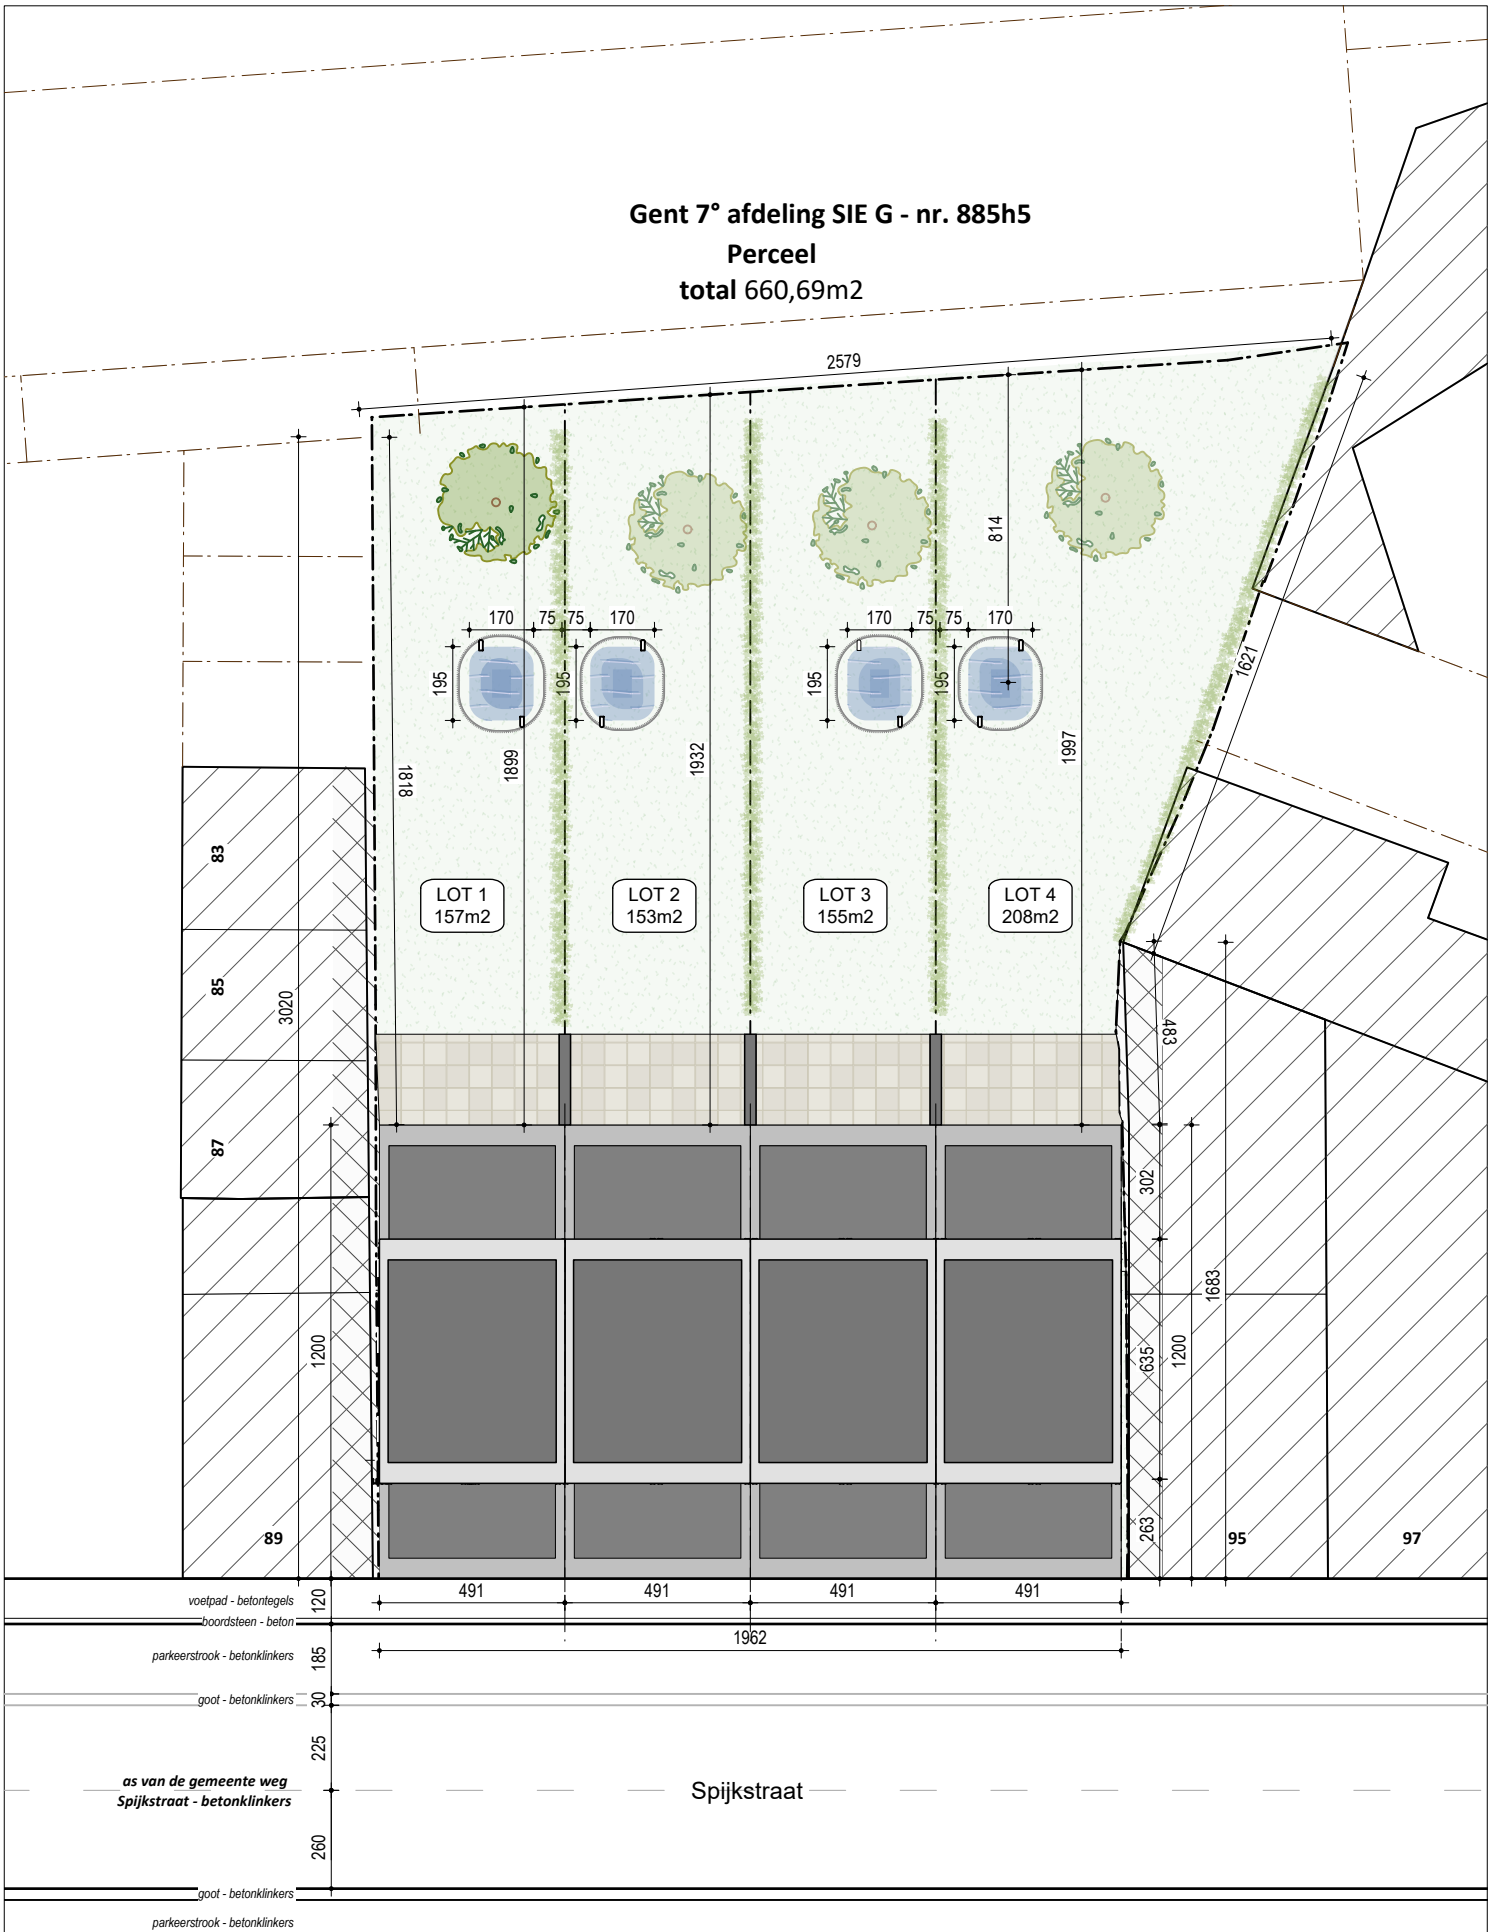 Gent 7° afdeling SIE G - nr. 885h5
Perceel
total 660,69m2
2579
814
170 75 75 170
170 75 75 170
195
195
195
195
1621
1818
1899
1932
1997
83
LOT 1
157m2
LOT 2
153m2
LOT 3
155m2
LOT 4
208m2
85
3020
483
87
302
1683
1200
635
1200
89
263
95
97
voetpad - betontegels
120
491
491
491
491
boordsteen - beton
1962
parkeerstrook - betonklinkers
185
goot - betonklinkers
30
225
as van de gemeente weg
Spijkstraat - betonklinkers
Spijkstraat
260
goot - betonklinkers
parkeerstrook - betonklinkers